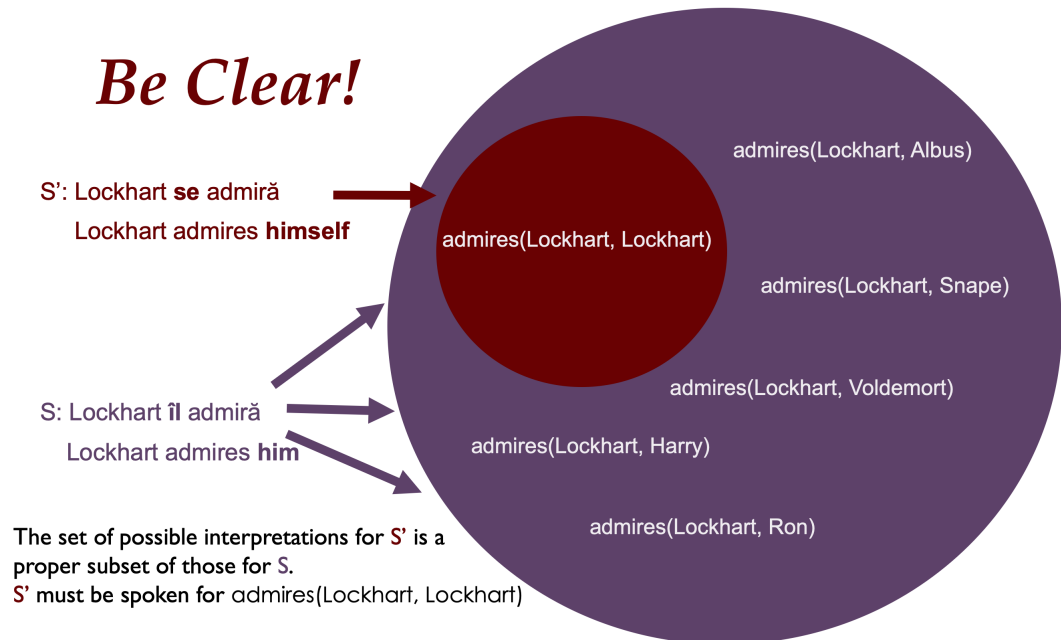 Be Clear!
S’: Lockhart se admiră
Lockhart admires himself
S: Lockhart îl admiră
Lockhart admires him
The set of possible interpretations for S’ is a
proper subset of those for S.
S’ must be spoken for admires(Lockhart, Lockhart)
admires(Lockhart, Albus)
admires(Lockhart, Lockhart)
admires(Lockhart, Snape)
admires(Lockhart, Voldemort)
admires(Lockhart, Harry)
admires(Lockhart, Ron)